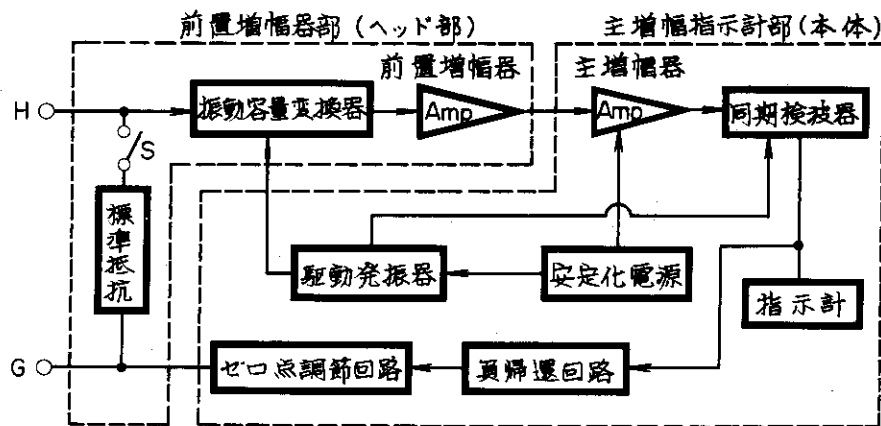 前置増幅器部(ヘッド部)
主増幅指示計部(本体)
前置増幅器
主増幅器
H
振動容量変換器
Amp
Amp
同期検波器
S
標準抵抗
駆動発振器
安定化電源
指示計
G
ゼロ点調節回路
負帰還回路